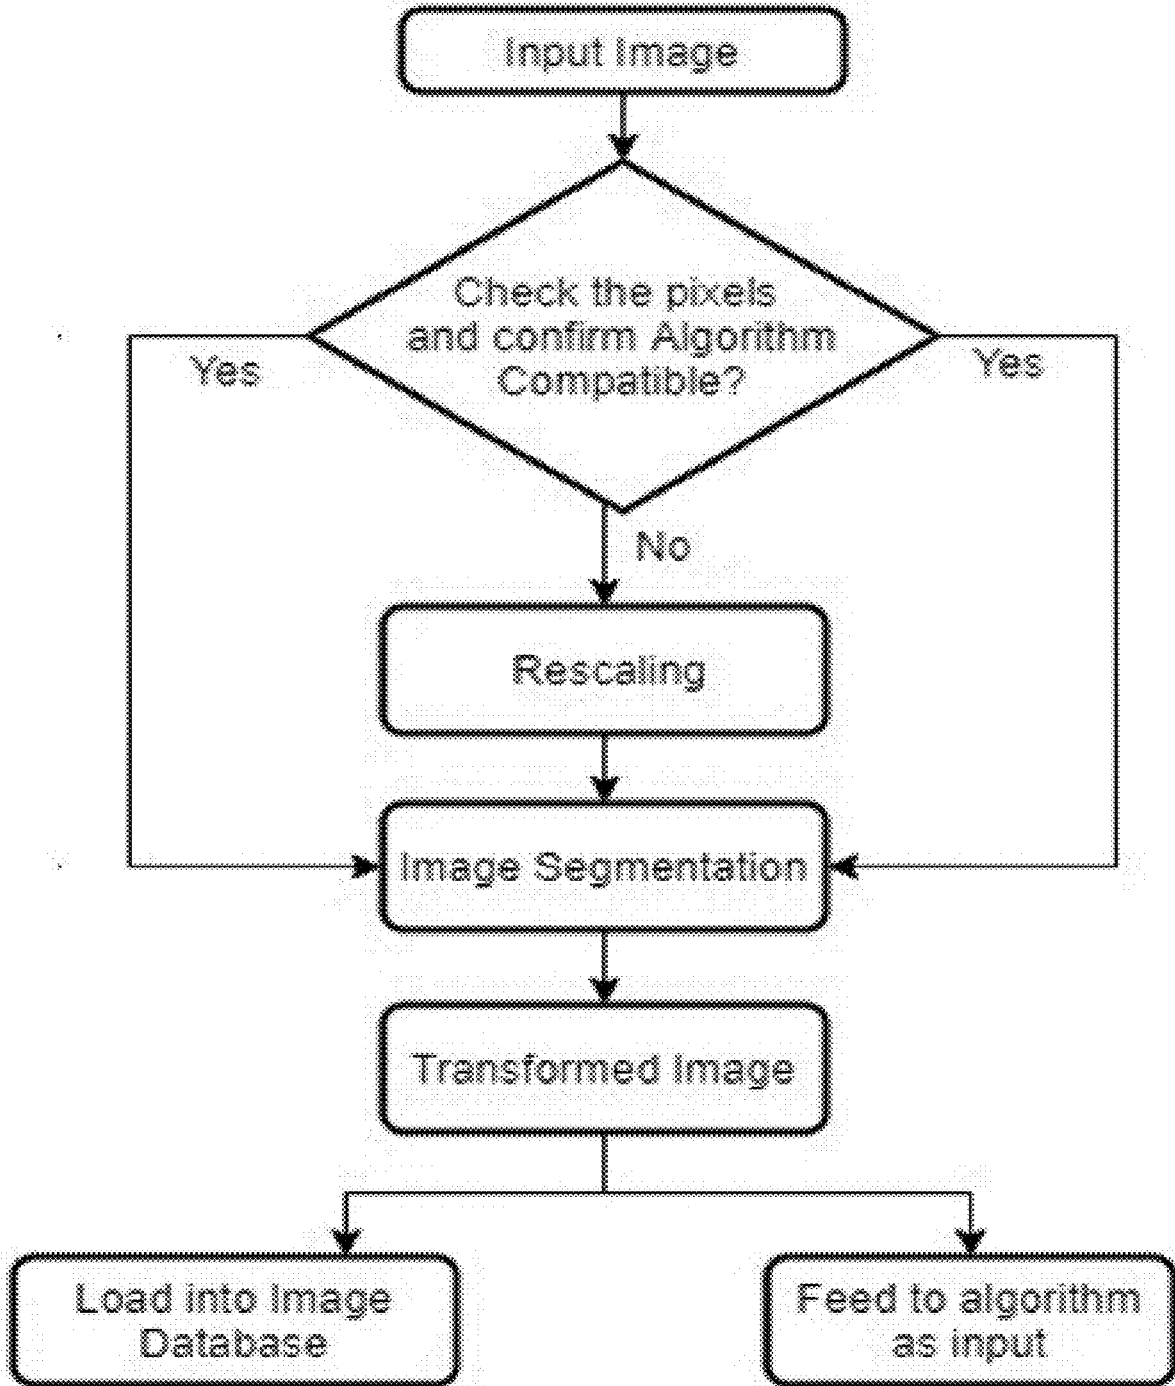 Input Image
Check the pixels
and confirm Algorithm
Compatible?
Yes
Yes
No
Rescaling
Image Segmentation
Transformed Image
Load into Image
Database
Feed to algorithm
as input